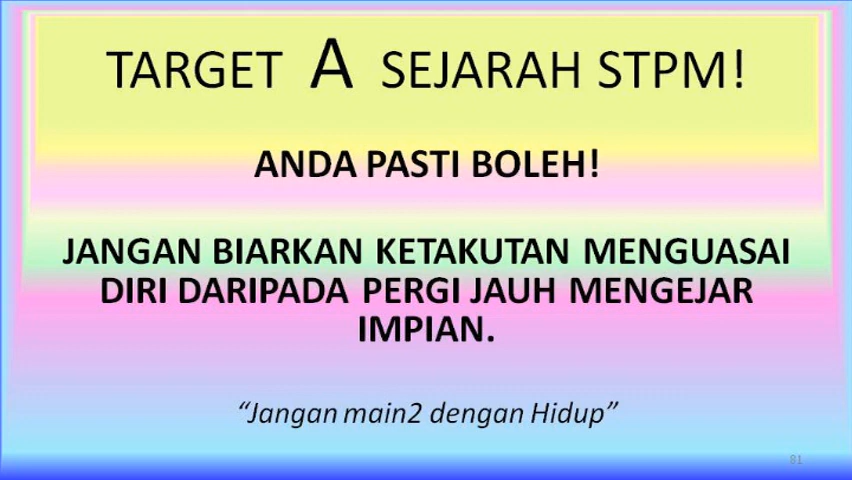 TARGET A SEJARAH STPM!
ANDA PASTI BOLEH!
JANGAN BIARKAN KETAKUTAN MENGUASAI
DIRI DARIPADA PERGI JAUH MENGEJAR
IMPIAN.
“Jangan main2 dengan Hidup”
81